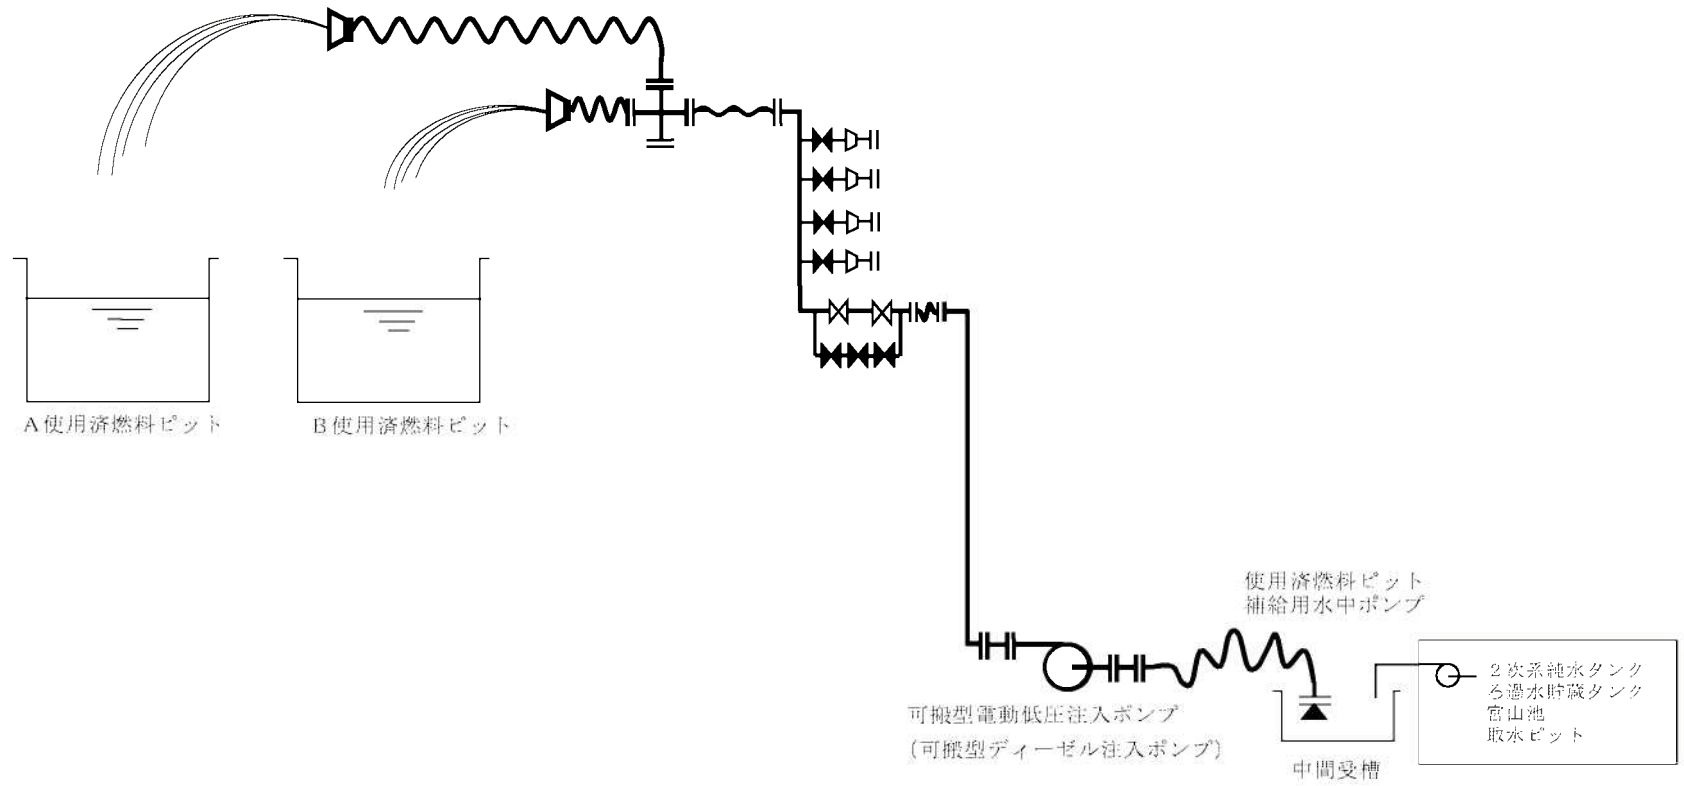 A使用済燃料ピット
B使用済燃料ピット
使用済燃料ピット
補給用水中ポンプ
2次系純水タンク
ろ過水貯蔵タンク
宮山池
取水ピット
可搬型電動低圧注入ポンプ
(可搬型ディーゼル注入ポンプ)
中間受槽